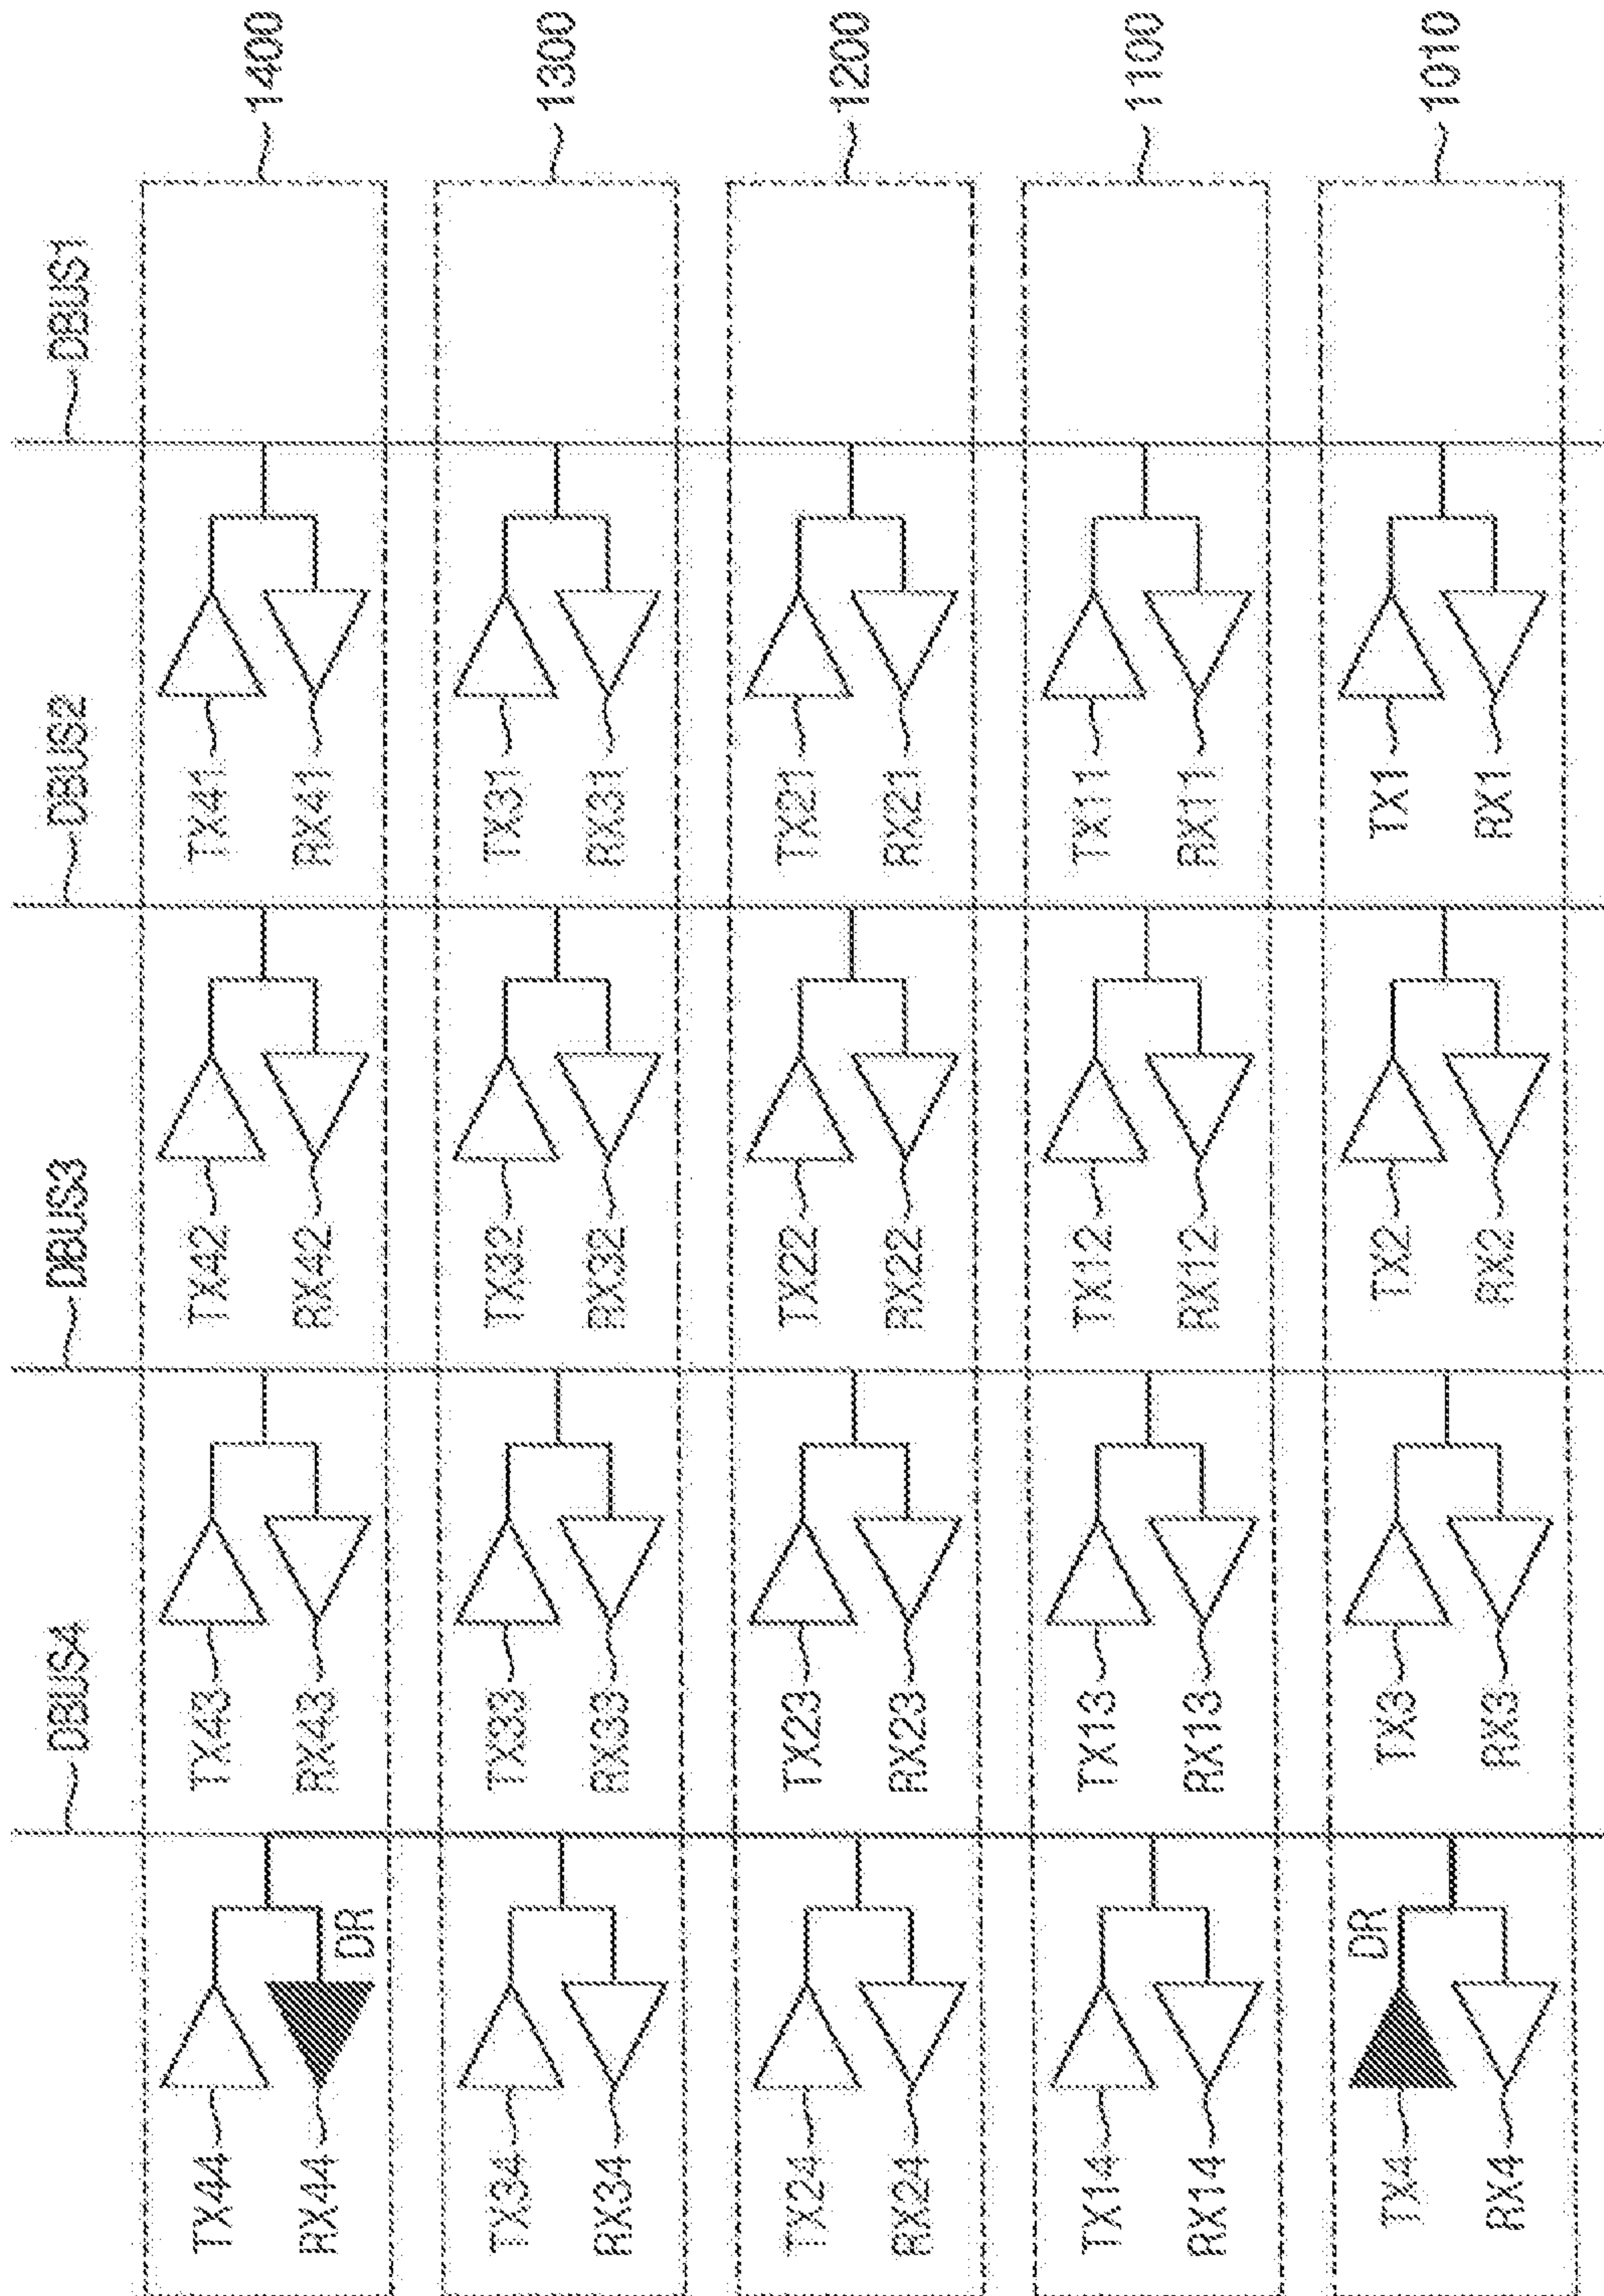 DBUS4
DBUS3
DBUS2
DBUS1
TX44
RX44
DR
TX43
RX43
TX42
RX42
TX41
RX41
1400
TX34
RX34
TX33
RX33
TX32
RX32
TX31
RX31
1300
TX24
RX24
TX23
RX23
TX22
RX22
TX21
RX21
1200
TX14
RX14
TX13
RX13
TX12
RX12
TX11
RX11
1100
TX4
RX4
DR
TX3
RX3
TX2
RX2
TX1
RX1
1010